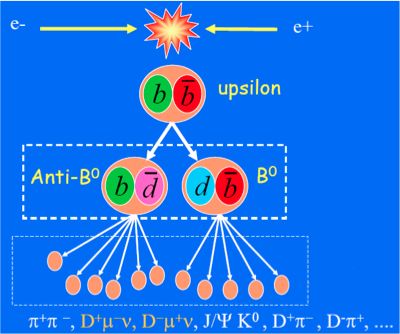 e- e+
b b̅ upsilon
Anti-B⁰ b d̅ d b̅ B⁰
π⁺π⁻, D⁺μ⁻ν, D⁻μ⁺ν, J/Ψ K⁰, D⁺π⁻, D-π⁺, ....